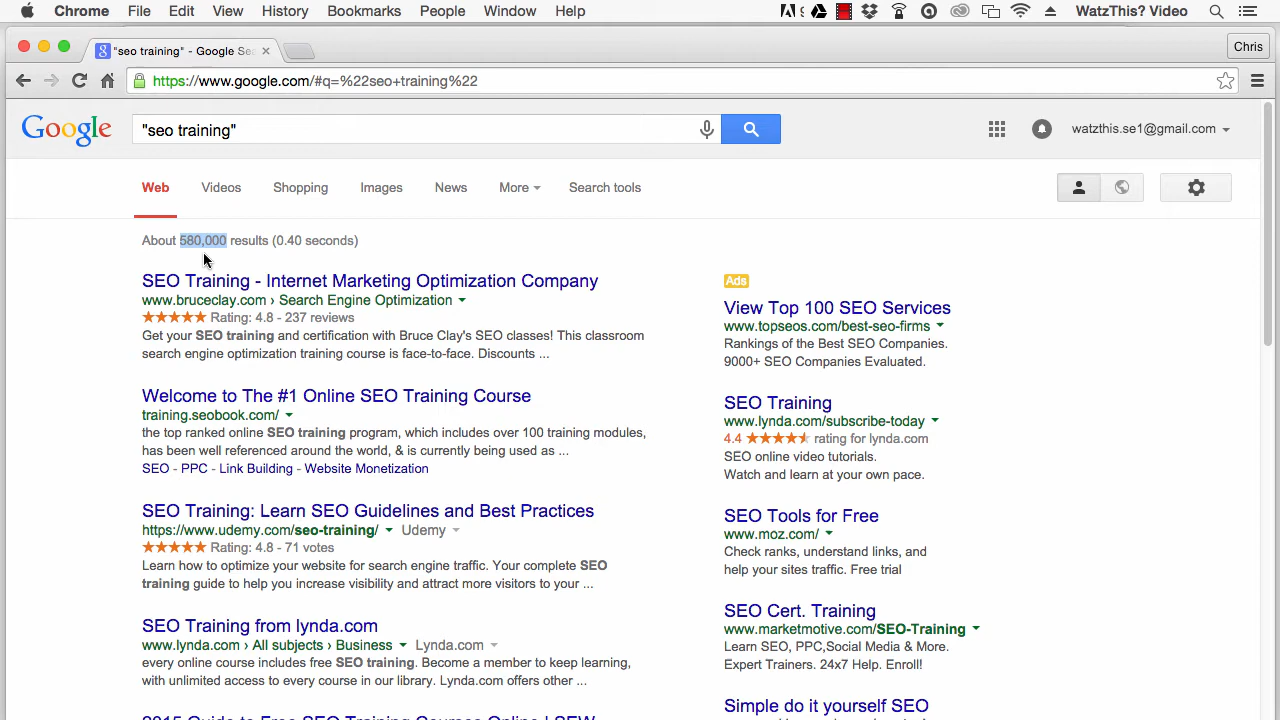 Chrome File Edit View History Bookmarks People Window Help WatzThis? Video
"seo training" - Google Sea
Chris
https://www.google.com/#q=%22seo+training%22
Google
"seo training"
watzthis.se1@gmail.com
Web Videos Shopping Images News More Search tools
About 580,000 results (0.40 seconds)
SEO Training - Internet Marketing Optimization Company
www.bruceclay.com › Search Engine Optimization
Rating: 4.8 - 237 reviews
Get your SEO training and certification with Bruce Clay's SEO classes! This classroom
search engine optimization training course is face-to-face. Discounts ...
Welcome to The #1 Online SEO Training Course
training.seobook.com/
the top ranked online SEO training program, which includes over 100 training modules,
has been well referenced around the world, & is currently being used as ...
SEO - PPC - Link Building - Website Monetization
SEO Training: Learn SEO Guidelines and Best Practices
https://www.udemy.com/seo-training/ Udemy
Rating: 4.8 - 71 votes
Learn how to optimize your website for search engine traffic. Your complete SEO
training guide to help you increase visibility and attract more visitors to your ...
SEO Training from lynda.com
www.lynda.com › All subjects › Business Lynda.com
every online course includes free SEO training. Become a member to keep learning,
with unlimited access to every course in our library. Lynda.com offers other ...
2015 Guide to Free SEO Training Courses Online | SEW
Ads
View Top 100 SEO Services
www.topseos.com/best-seo-firms
Rankings of the Best SEO Companies.
9000+ SEO Companies Evaluated.
SEO Training
www.lynda.com/subscribe-today
4.4 rating for lynda.com
SEO online video tutorials.
Watch and learn at your own pace.
SEO Tools for Free
www.moz.com/
Check ranks, understand links, and
help your sites traffic. Free trial
SEO Cert. Training
www.marketmotive.com/SEO-Training
Learn SEO, PPC,Social Media & More.
Expert Trainers. 24x7 Help. Enroll!
Simple do it yourself SEO